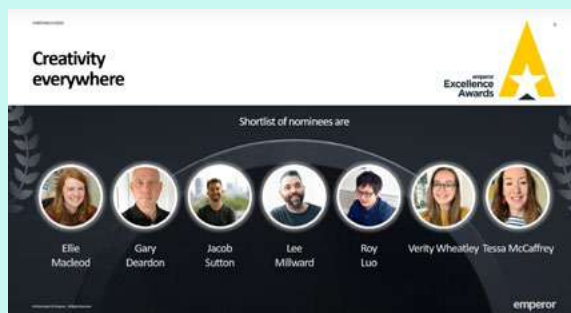 Creativity
everywhere
emperor
Excellence
Awards
Shortlist of nominees are
Ellie
Macleod
Gary
Deardon
Jacob
Sutton
Lee
Millward
Roy
Luo
Verity Wheatley
Tessa McCaffrey
emperor